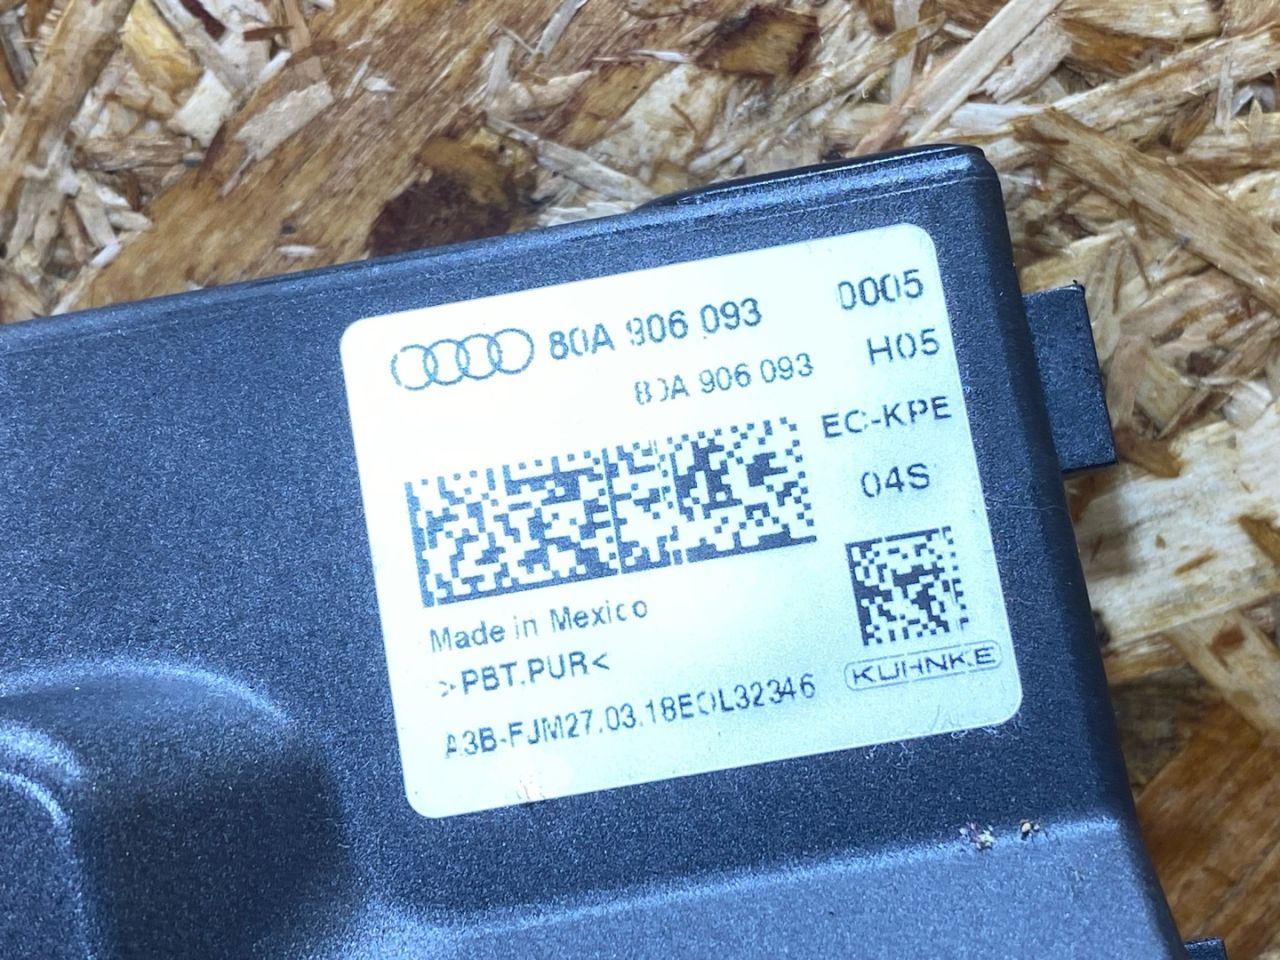 80A 906 093 0005
80A 906 093 H05
EC-KPE
04S
Made in Mexico
>PBT.PUR<
KUHNKE
A3B-FJM27.03.18EOL32346